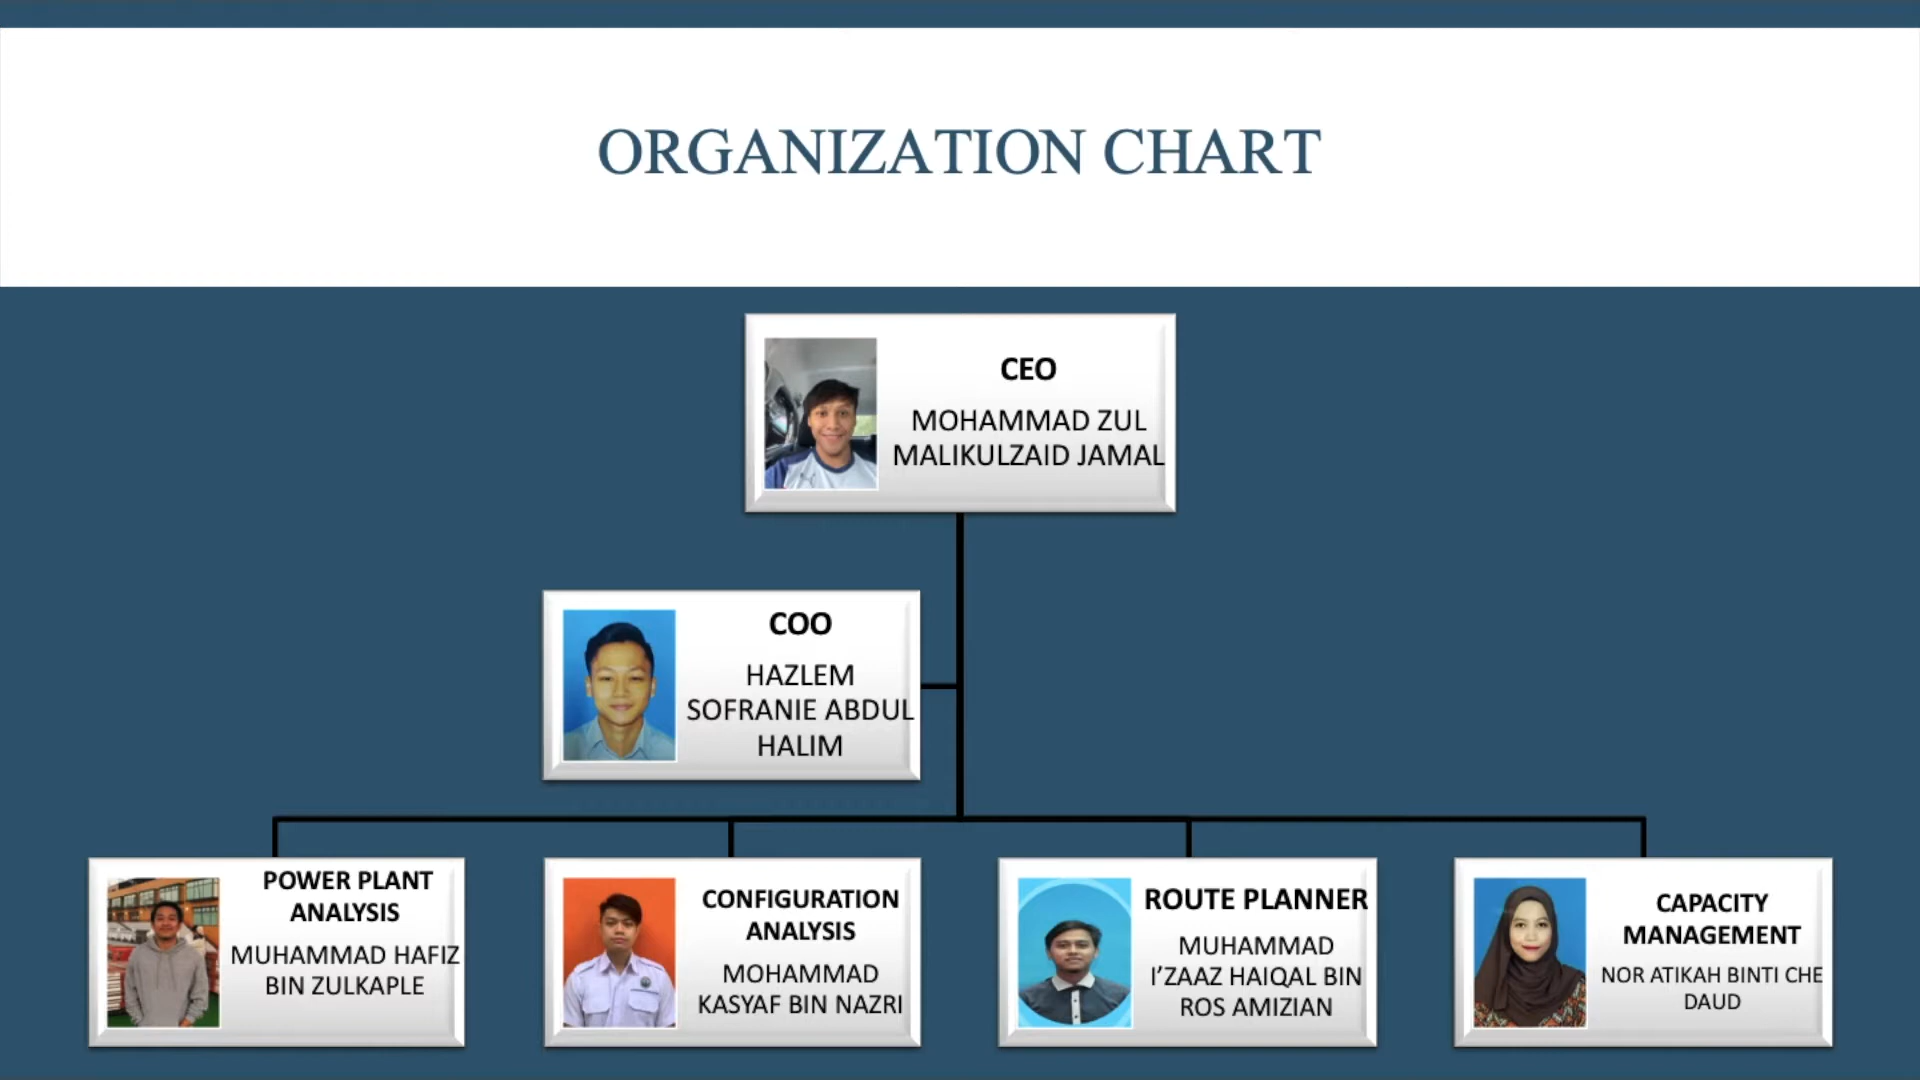 ORGANIZATION CHART
CEO
MOHAMMAD ZUL
MALIKULZAID JAMAL
COO
HAZLEM
SOFRANIE ABDUL
HALIM
POWER PLANT
ANALYSIS
MUHAMMAD HAFIZ
BIN ZULKAPLE
CONFIGURATION
ANALYSIS
MOHAMMAD
KASYAF BIN NAZRI
ROUTE PLANNER
MUHAMMAD
I’ZAAZ HAIQAL BIN
ROS AMIZIAN
CAPACITY
MANAGEMENT
NOR ATIKAH BINTI CHE
DAUD